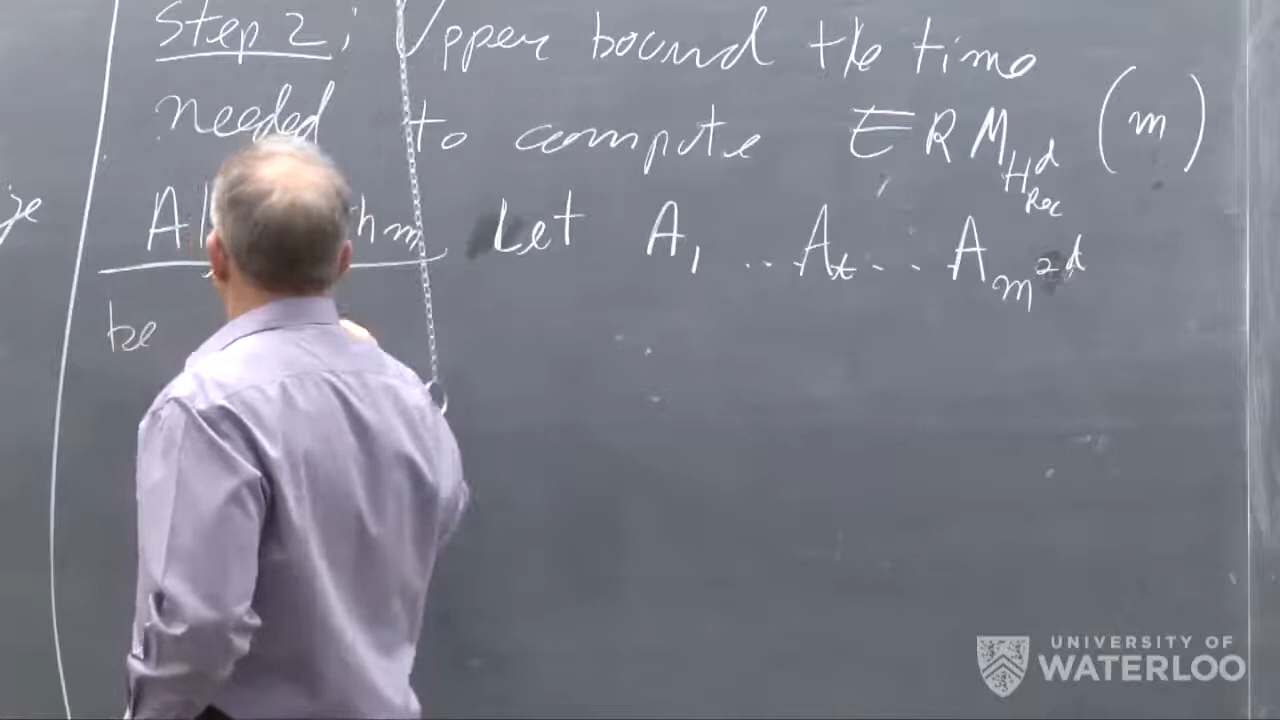 Step 2: Upper bound the time
needed to compute ERM_{H_{Rec}^d} (m)
Let A_1 .. A_t .. A_{m^{2d}}
be
UNIVERSITY OF
WATERLOO